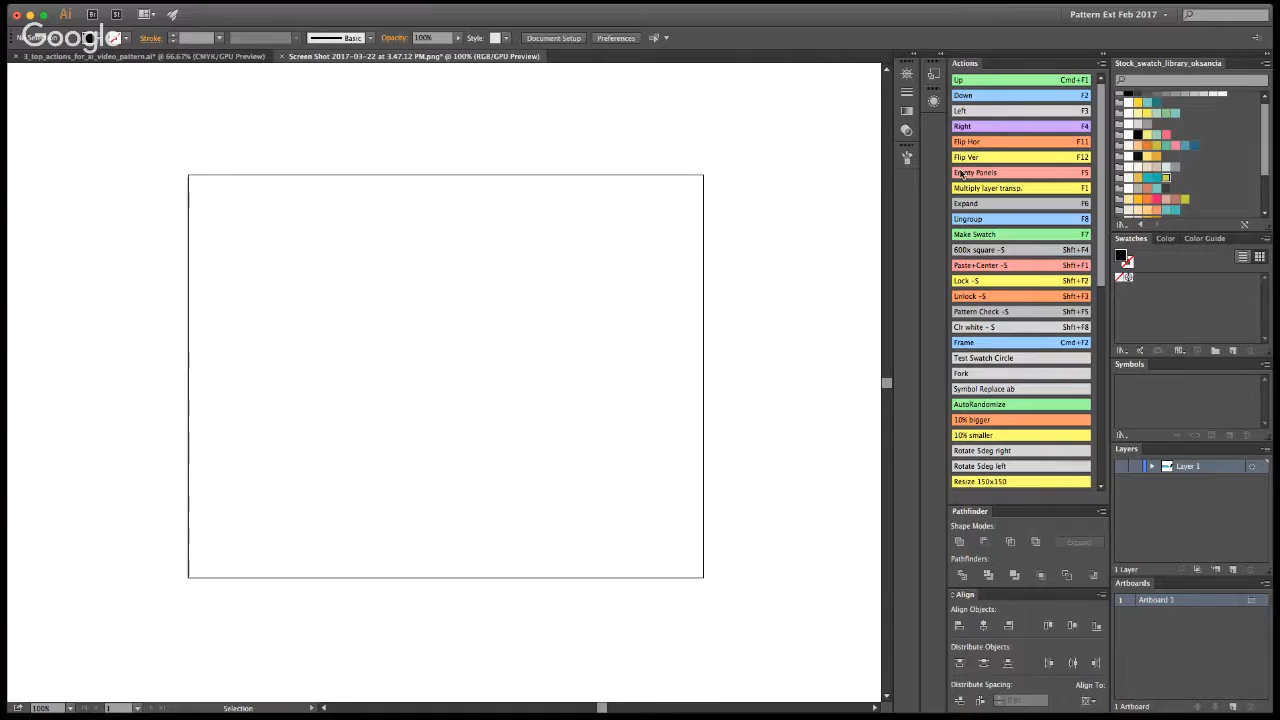 Ai
Br
St
Pattern Ext Feb 2017
Google
Stroke:
Basic
Opacity:
100%
Style:
Document Setup
Preferences
3_top_actions_for_ai_video_pattern.ai* @ 66.67% (CMYK/GPU Preview)
Screen Shot 2017-03-22 at 3.47.12 PM.png* @ 100% (RGB/GPU Preview)
Actions
Up Cmd+F1
Down F2
Left F3
Right F4
Flip Hor F11
Flip Ver F12
Empty Panels F5
Multiply layer transp. F1
Expand F6
Ungroup F8
Make Swatch F7
600x square -S Shft+F4
Paste+Center -S Shft+F1
Lock -S Shft+F2
Unlock -S Shft+F3
Pattern Check -S Shft+F5
Clr white - S Shft+F8
Frame Cmd+F2
Test Swatch Circle
Fork
Symbol Replace ab
AutoRandomize
10% bigger
10% smaller
Rotate 5deg right
Rotate 5deg left
Resize 150x150
Pathfinder
Shape Modes:
Expand
Pathfinders:
Align
Align Objects:
Distribute Objects:
Distribute Spacing:
Align To:
0 pt
Stock_swatch_library_oksancia
Swatches
Color
Color Guide
Symbols
Layers
Layer 1
1 Layer
Artboards
1 Artboard 1
1 Artboard
100%
1
Selection